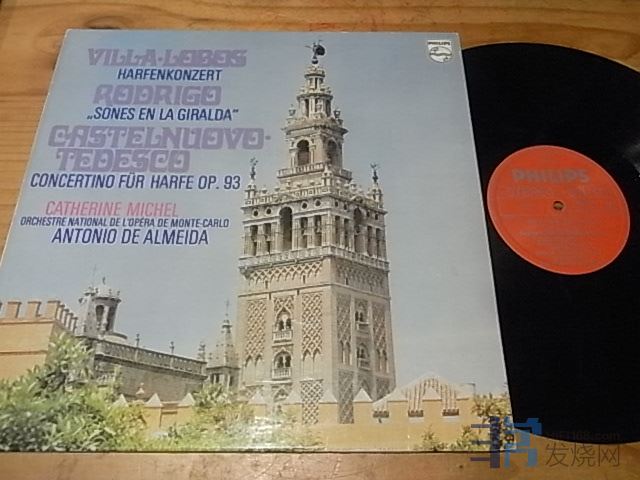 VILLA-LOBOS
HARFENKONZERT
RODRIGO
„SONES EN LA GIRALDA"
CASTELNUOVO-
TEDESCO
CONCERTINO FÜR HARFE OP. 93
CATHERINE MICHEL
ORCHESTRE NATIONAL DE L'OPÉRA DE MONTE-CARLO
ANTONIO DE ALMEIDA
PHILIPS
PHILIPS
STEREO
发烧网